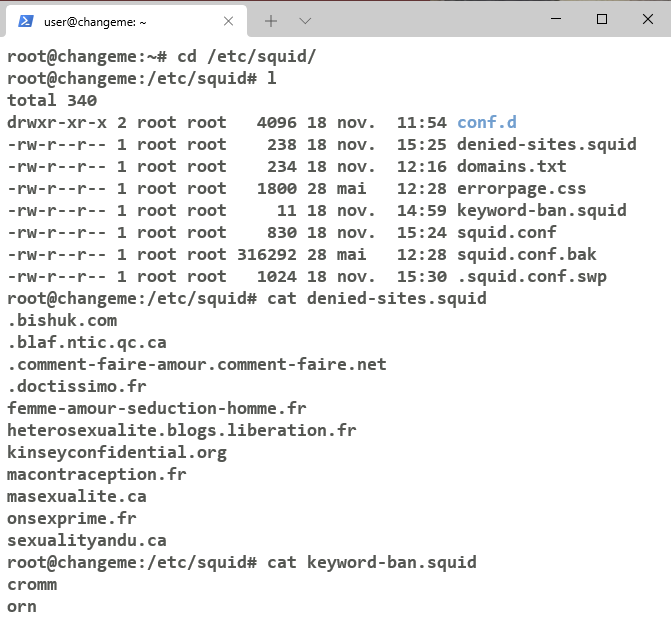 user@changeme: ~
root@changeme:~# cd /etc/squid/
root@changeme:/etc/squid# l
total 340
drwxr-xr-x 2 root root   4096 18 nov.  11:54 conf.d
-rw-r--r-- 1 root root    238 18 nov.  15:25 denied-sites.squid
-rw-r--r-- 1 root root    234 18 nov.  12:16 domains.txt
-rw-r--r-- 1 root root   1800 28 mai   12:28 errorpage.css
-rw-r--r-- 1 root root     11 18 nov.  14:59 keyword-ban.squid
-rw-r--r-- 1 root root    830 18 nov.  15:24 squid.conf
-rw-r--r-- 1 root root 316292 28 mai   12:28 squid.conf.bak
-rw-r--r-- 1 root root   1024 18 nov.  15:30 .squid.conf.swp
root@changeme:/etc/squid# cat denied-sites.squid
.bishuk.com
.blaf.ntic.qc.ca
.comment-faire-amour.comment-faire.net
.doctissimo.fr
femme-amour-seduction-homme.fr
heterosexualite.blogs.liberation.fr
kinseyconfidential.org
macontraception.fr
masexualite.ca
onsexprime.fr
sexualityandu.ca
root@changeme:/etc/squid# cat keyword-ban.squid
cromm
orn